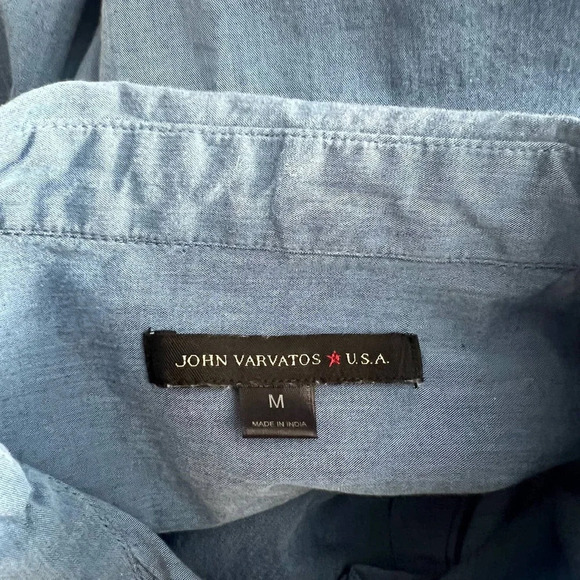 JOHN VARVATOS ★ U.S.A.
M
MADE IN INDIA